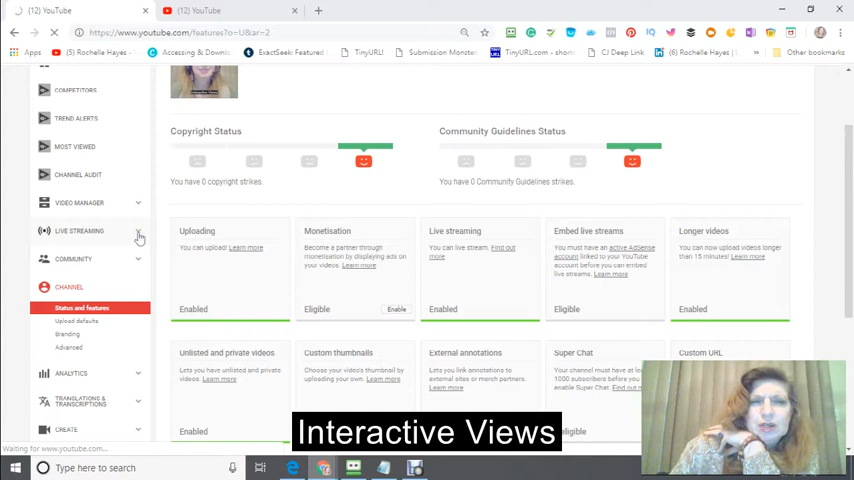 (12) YouTube
(12) YouTube
https://www.youtube.com/features?o=U&ar=2
Apps
(5) Rochelle Hayes
Accessing & Downl
ExactSeek: Featured
TinyURL!
Submission Monster
TinyURL.com - shorte
CJ Deep Link
(6) Rochelle Hayes |
Other bookmarks
COMPETITORS
TREND ALERTS
MOST VIEWED
CHANNEL AUDIT
VIDEO MANAGER
LIVE STREAMING
COMMUNITY
CHANNEL
Status and features
Upload defaults
Branding
Advanced
ANALYTICS
TRANSLATIONS &
TRANSCRIPTIONS
CREATE
Copyright Status
You have 0 copyright strikes.
Community Guidelines Status
You have 0 Community Guidelines strikes.
Uploading
You can upload! Learn more
Enabled
Monetisation
Become a partner through
monetisation by displaying ads on
your videos. Learn more
Eligible
Enable
Live streaming
You can live stream. Find out
more
Enabled
Embed live streams
You must have an active AdSense
account linked to your YouTube
account before you can embed
live streams. Learn more
Eligible
Longer videos
You can now upload videos longer
than 15 minutes! Learn more
Enabled
Unlisted and private videos
Lets you have unlisted and private
videos. Learn more
Enabled
Custom thumbnails
Choose your video's thumbnail by
uploading your own. Learn more
External annotations
Lets you link annotations to
external sites or merch partners.
Learn more
Super Chat
Your channel must have at least
1000 subscribers before you
Super Chat. Find out m
eligible
Custom URL
Interactive Views
Waiting for www.youtube.com...
Type here to search